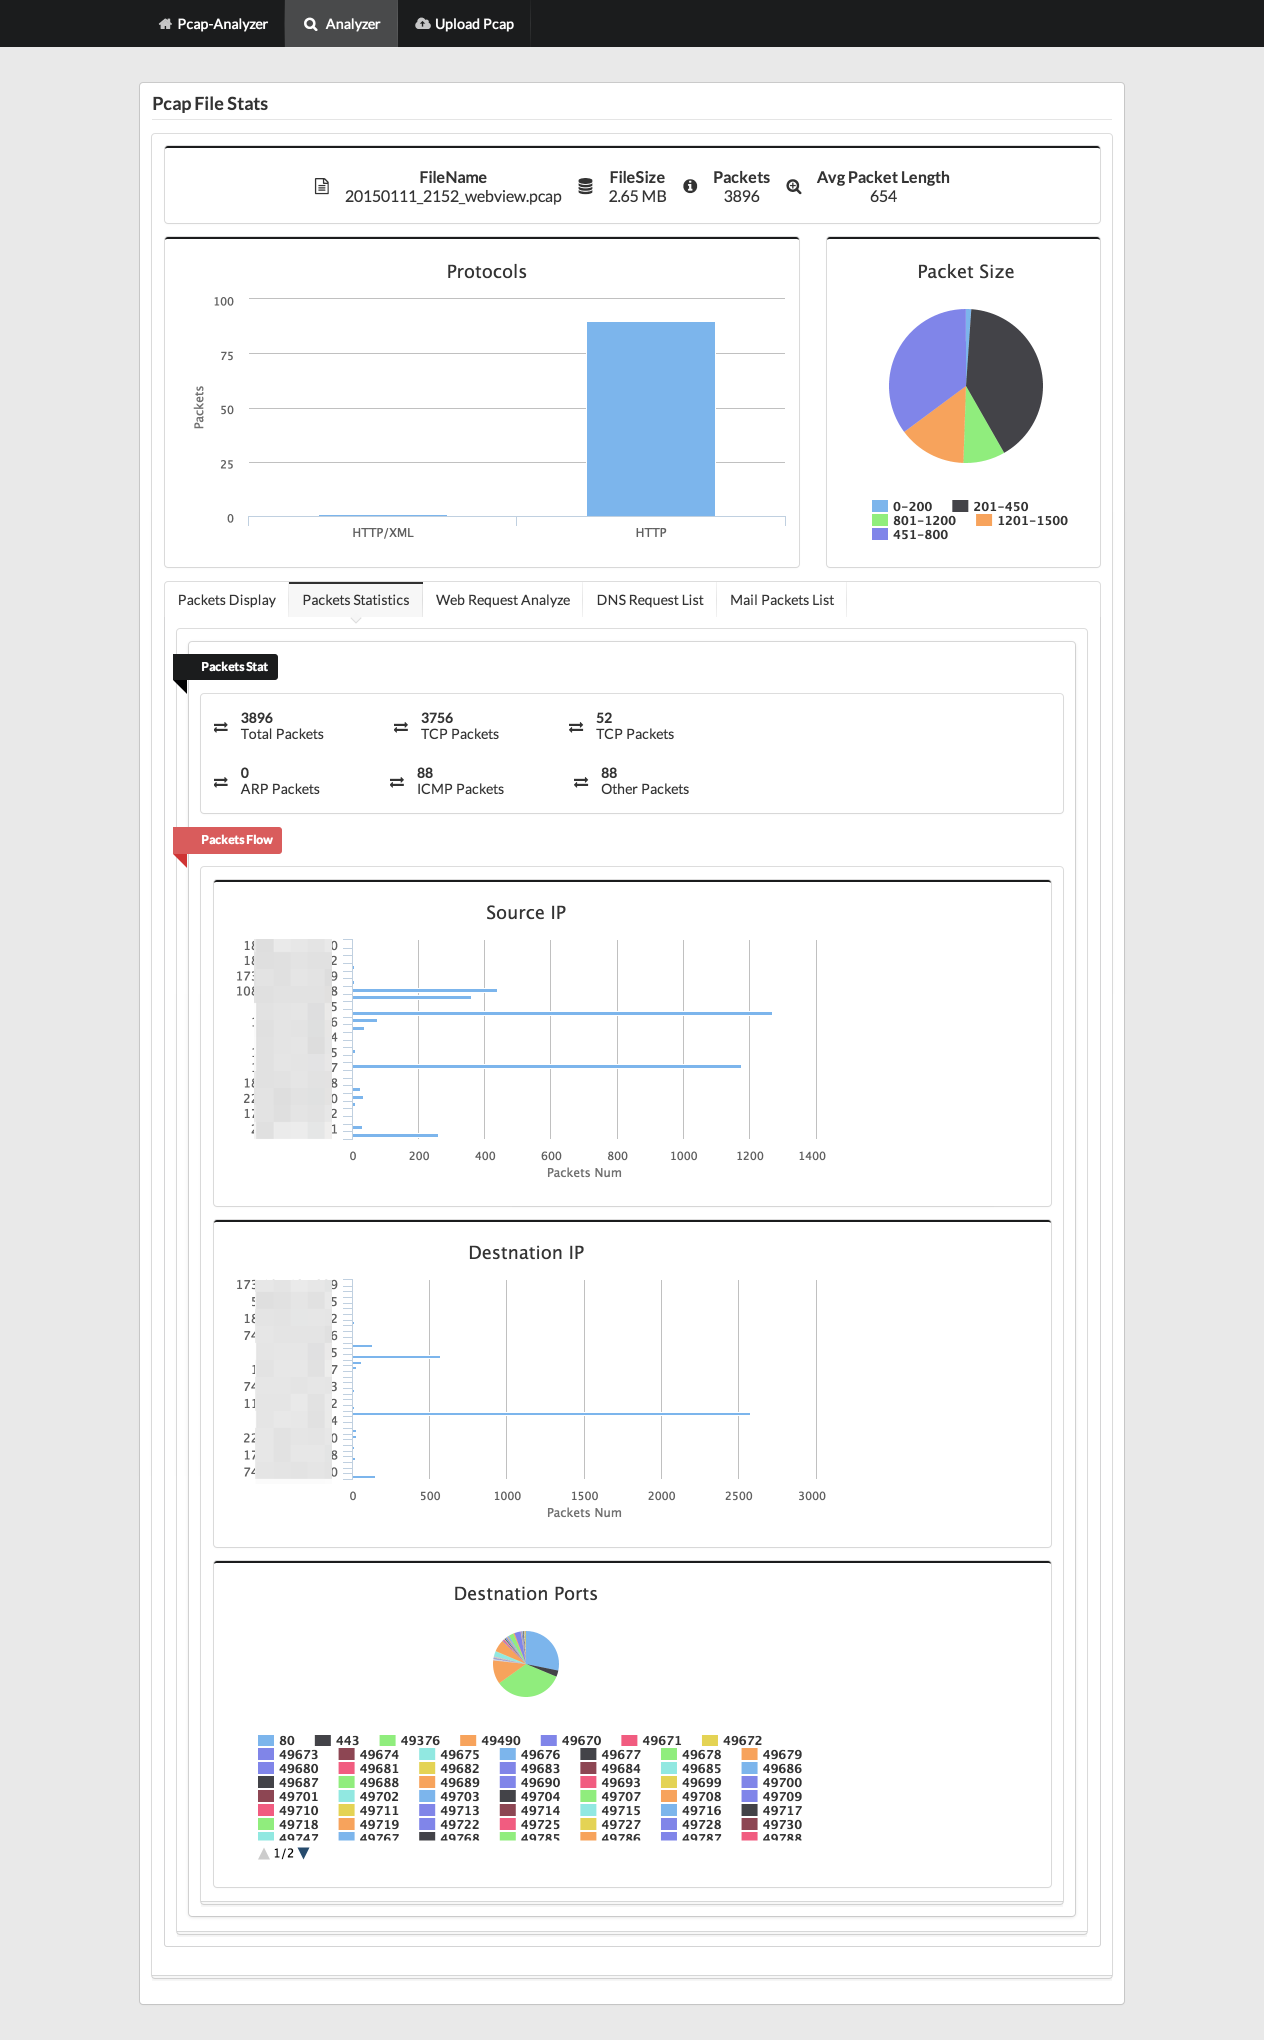 Pcap-Analyzer Analyzer Upload Pcap
Pcap File Stats
FileName FileSize Packets Avg Packet Length
20150111_2152_webview.pcap 2.65 MB 3896 654
Protocols
100
75
50
25
0
Packets
HTTP/XML HTTP
Packet Size
0-200 201-450
801-1200 1201-1500
451-800
Packets Display Packets Statistics Web Request Analyze DNS Request List Mail Packets List
Packets Stat
3896 3756 52
Total Packets TCP Packets TCP Packets
0 88 88
ARP Packets ICMP Packets Other Packets
Packets Flow
Source IP
0 200 400 600 800 1000 1200 1400
Packets Num
Destnation IP
0 500 1000 1500 2000 2500 3000
Packets Num
Destnation Ports
80 443 49376 49490 49670 49671 49672
49673 49674 49675 49676 49677 49678 49679
49680 49681 49682 49683 49684 49685 49686
49687 49688 49689 49690 49693 49699 49700
49701 49702 49703 49704 49707 49708 49709
49710 49711 49713 49714 49715 49716 49717
49718 49719 49722 49725 49727 49728 49730
49747 49767 49768 49785 49786 49787 49788
1/2